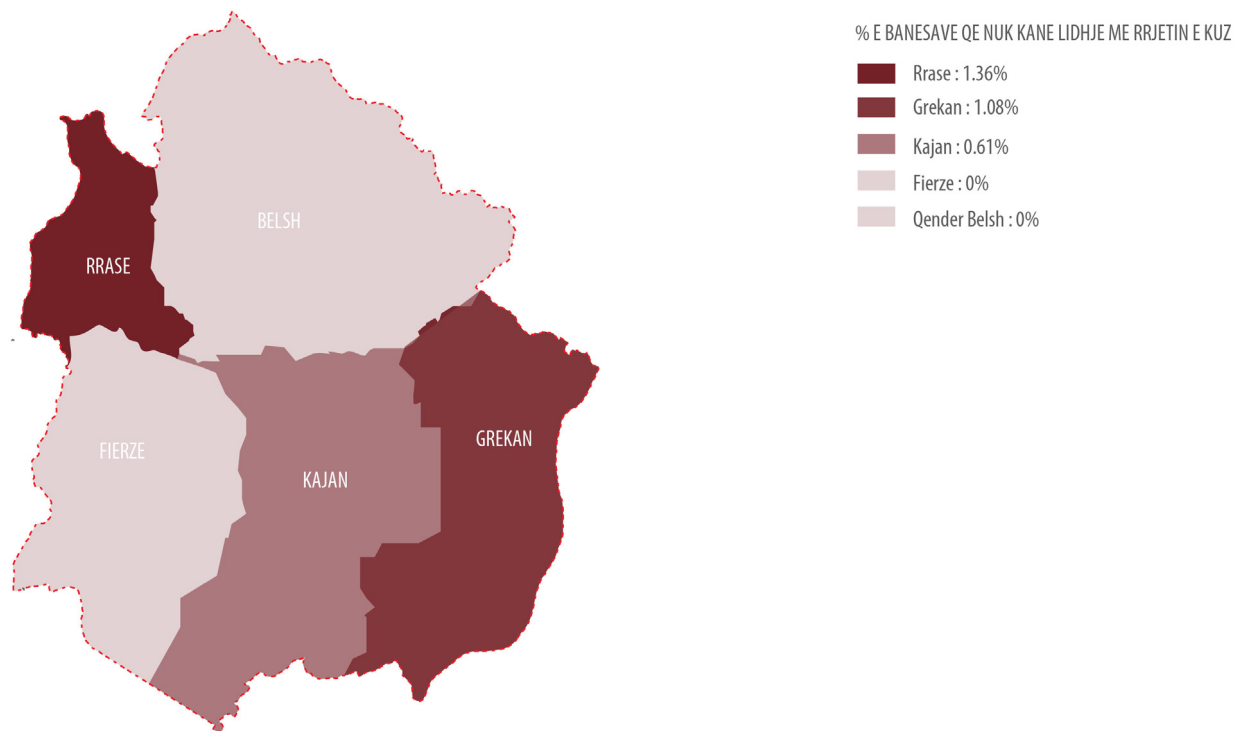 % E BANESAVE QE NUK KANE LIDHJE ME RRJETIN E KUZ
Rrase : 1.36%
Grekan : 1.08%
Kajan : 0.61%
Fierze : 0%
Qender Belsh : 0%
BELSH
RRASE
GREKAN
FIERZE
KAJAN